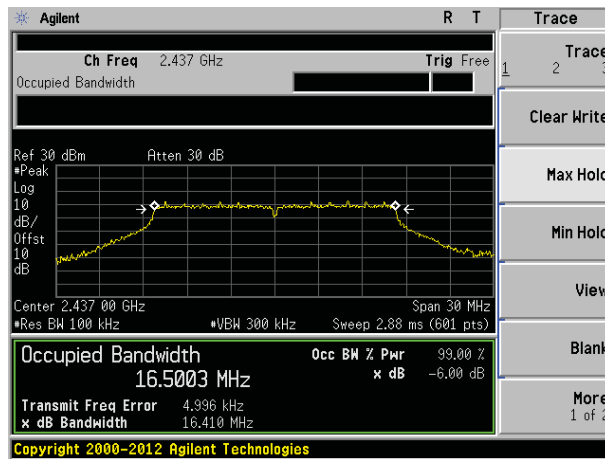 Agilent R T Trace
Ch Freq 2.437 GHz Trig Free
Occupied Bandwidth
Trace
1 2 3
Clear Write
Max Hold
Min Hold
View
Blank
More
1 of 2
Ref 30 dBm Atten 30 dB
#Peak
Log
10
dB/
Offst
10
dB
Center 2.437 00 GHz Span 30 MHz
#Res BW 100 kHz #VBW 300 kHz Sweep 2.88 ms (601 pts)
Occupied Bandwidth Occ BW % Pwr 99.00 %
16.5003 MHz x dB -6.00 dB
Transmit Freq Error 4.996 kHz
x dB Bandwidth 16.410 MHz
Copyright 2000-2012 Agilent Technologies